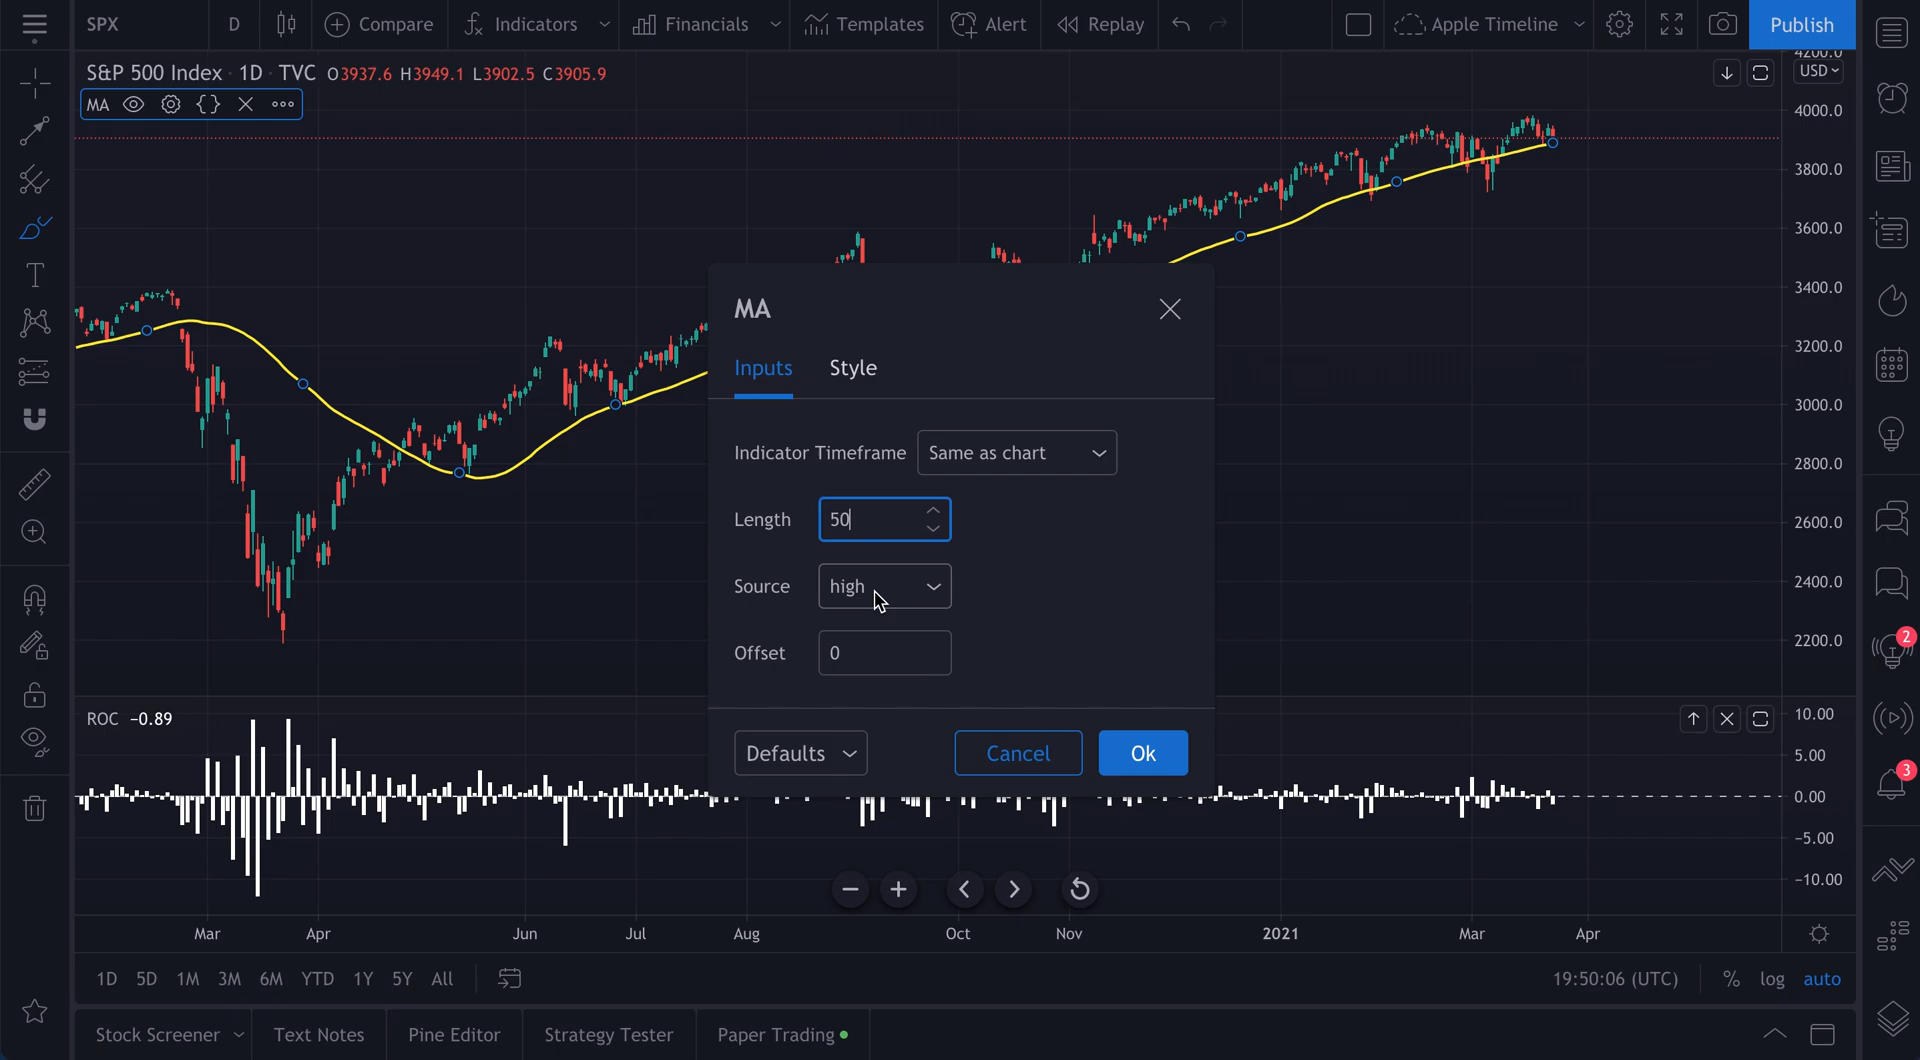 SPX D Compare Indicators Financials Templates Alert Replay Apple Timeline Publish
S&P 500 Index · 1D · TVC O3937.6 H3949.1 L3902.5 C3905.9
USD
MA
4200.0
4000.0
3800.0
3600.0
3400.0
3200.0
3000.0
2800.0
2600.0
2400.0
2200.0
MA
Inputs Style
Indicator Timeframe Same as chart
Length 50
Source high
Offset 0
Defaults Cancel Ok
ROC −0.89
10.00
5.00
0.00
−5.00
−10.00
2
3
Mar Apr Jun Jul Aug Oct Nov 2021 Mar Apr
1D 5D 1M 3M 6M YTD 1Y 5Y All 19:50:06 (UTC) % log auto
Stock Screener Text Notes Pine Editor Strategy Tester Paper Trading